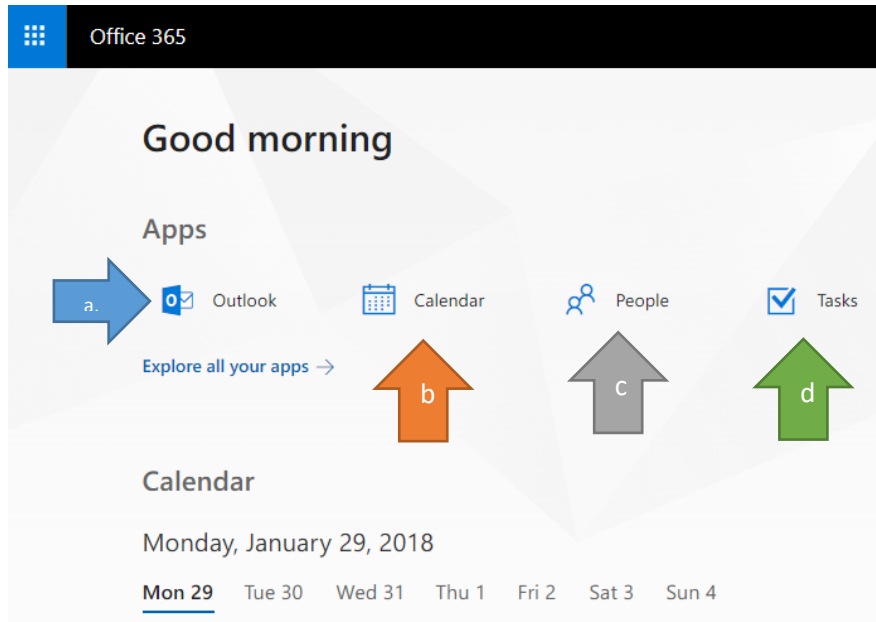 Office 365
Good morning
Apps
a. Outlook Calendar People Tasks
Explore all your apps →
b c d
Calendar
Monday, January 29, 2018
Mon 29 Tue 30 Wed 31 Thu 1 Fri 2 Sat 3 Sun 4